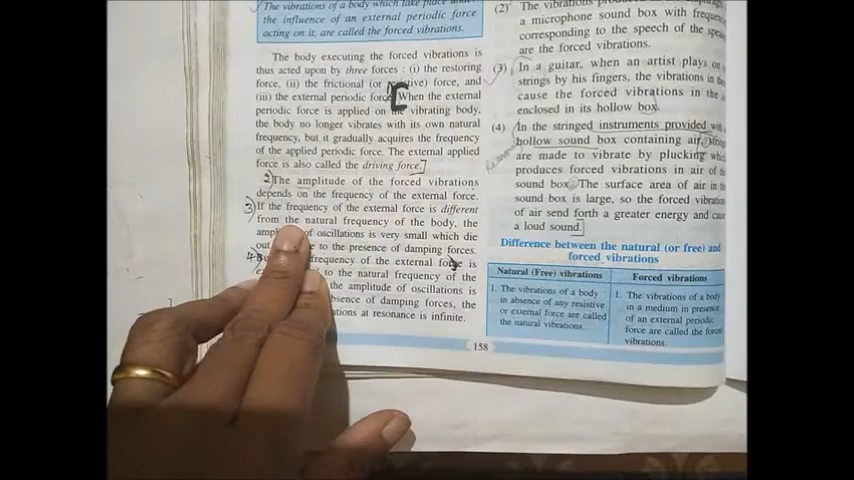 The vibrations of a body which take place under
the influence of an external periodic force
acting on it, are called the forced vibrations.
The body executing the forced vibrations is
thus acted upon by three forces : (i) the restoring
force, (ii) the frictional (or resistive) force, and
(iii) the external periodic force. When the external
periodic force is applied on the vibrating body,
the body no longer vibrates with its own natural
frequency, but it gradually acquires the frequency
of the applied periodic force. The external applied
force is also called the driving force.
2) The amplitude of the forced vibrations
depends on the frequency of the external force.
3) If the frequency of the external force is different
from the natural frequency of the body, the
of oscillations is very small which die
to the presence of damping forces.
4) frequency of the external force is
to the natural frequency of the
the amplitude of oscillations is
absence of damping forces, the
at resonance is infinite.
(2) The vibrations
a microphone sound box with
corresponding to the speech of the
are the forced vibrations.
(3) In a guitar, when an artist plays on
strings by his fingers, the vibrations in
cause the forced vibrations in the
enclosed in its hollow box.
(4) In the stringed instruments provided
hollow sound box containing air,
are made to vibrate by plucking which
produces forced vibrations in air of
sound box. The surface area of air in
sound box is large, so the forced vibrations
of air send forth a greater energy and
a loud sound.
Difference between the natural (or free) and
forced vibrations
Natural (Free) vibrations Forced vibrations
1. The vibrations of a body 1. The vibrations of a body
in absence of any resistive in a medium in presence
or external force are called of an external periodic
the natural vibrations. force are called the forced
vibrations.
158